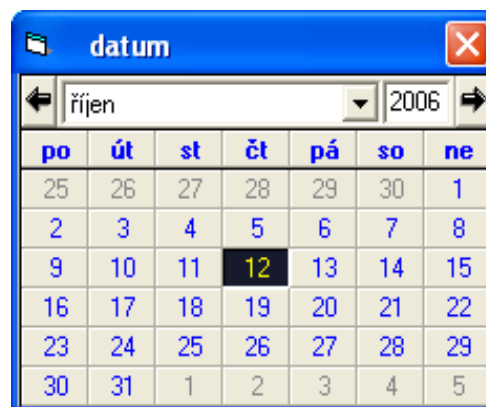 datum
říjen 2006
po út st čt pá so ne
25 26 27 28 29 30 1
2 3 4 5 6 7 8
9 10 11 12 13 14 15
16 17 18 19 20 21 22
23 24 25 26 27 28 29
30 31 1 2 3 4 5